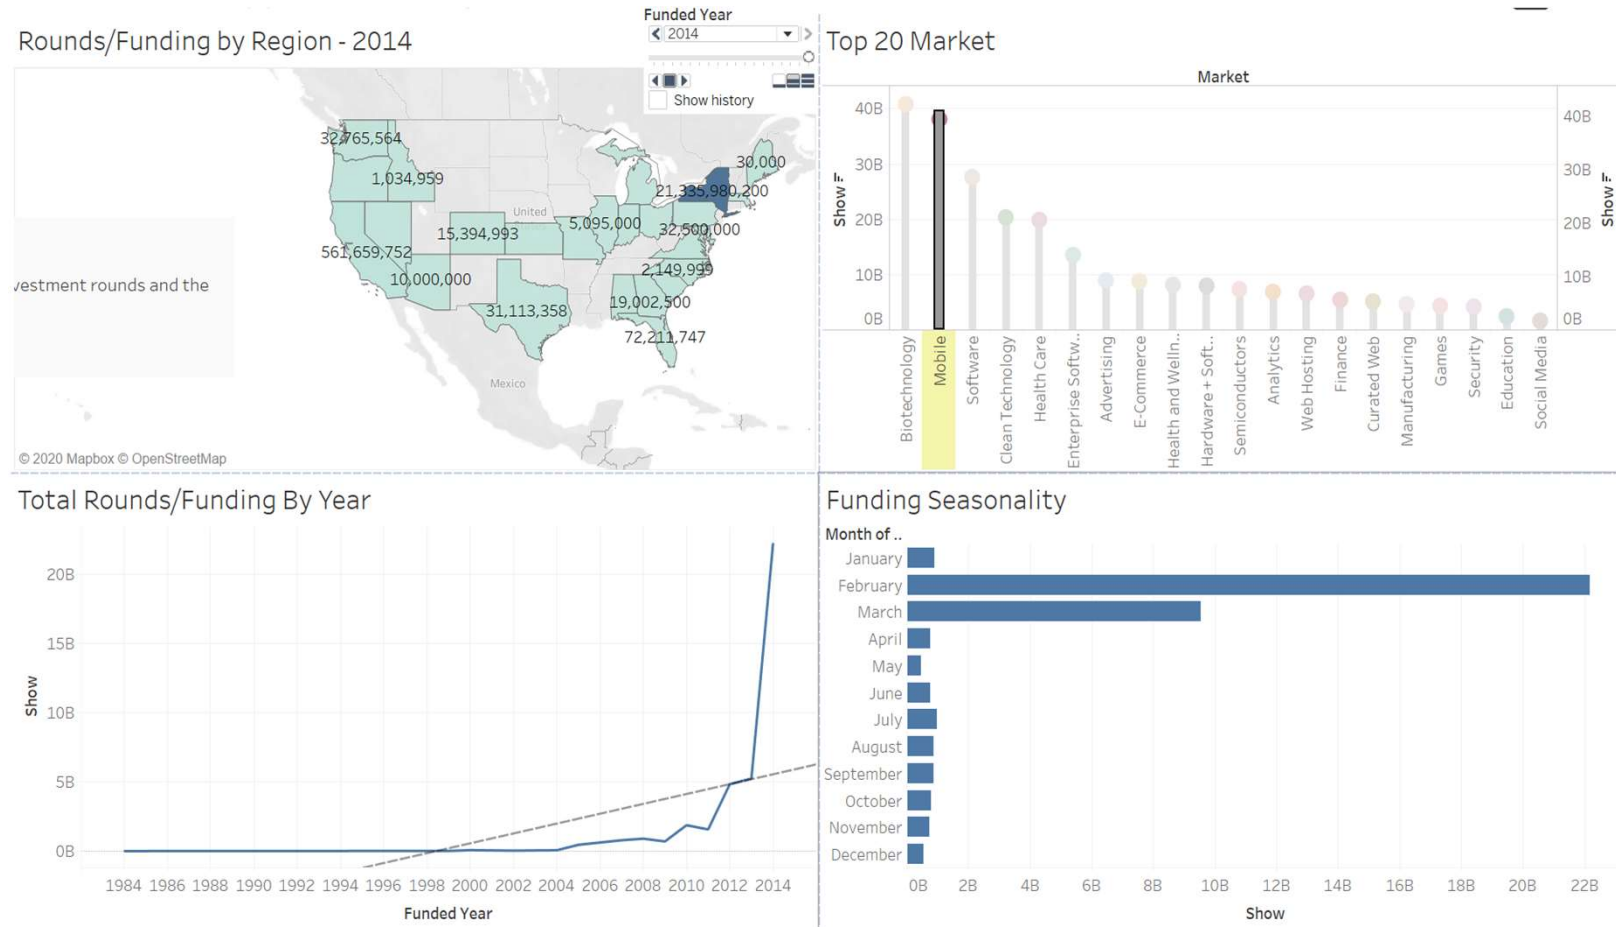 Funded Year
2014
Show history
Rounds/Funding by Region - 2014
32,765,564
1,034,959
30,000
21,335,980,200
United
15,394,993
5,095,000
32,500,000
561,659,752
10,000,000
2,149,999
31,113,358
19,002,500
72,211,747
Mexico
vestment rounds and the
© 2020 Mapbox © OpenStreetMap
Top 20 Market
Market
40B
30B
20B
10B
0B
Show
40B
30B
20B
10B
0B
Show
Biotechnology
Mobile
Software
Clean Technology
Health Care
Enterprise Softw..
Advertising
E-Commerce
Health and Welln..
Hardware + Soft..
Semiconductors
Analytics
Web Hosting
Finance
Curated Web
Manufacturing
Games
Security
Education
Social Media
Total Rounds/Funding By Year
20B
15B
10B
5B
0B
Show
1984 1986 1988 1990 1992 1994 1996 1998 2000 2002 2004 2006 2008 2010 2012 2014
Funded Year
Funding Seasonality
Month of ..
January
February
March
April
May
June
July
August
September
October
November
December
0B 2B 4B 6B 8B 10B 12B 14B 16B 18B 20B 22B
Show